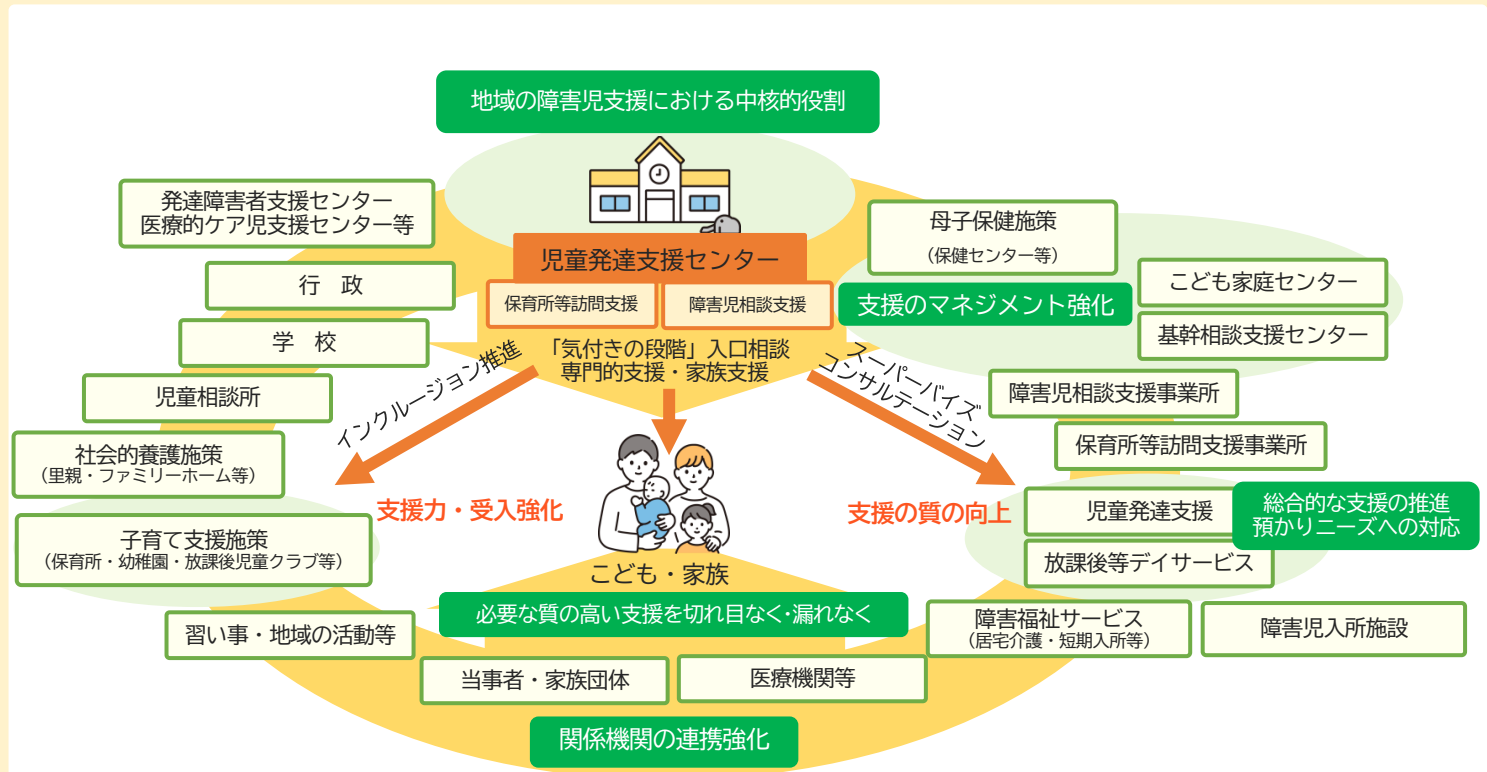 地域の障害児支援における中核的役割
児童発達支援センター
保育所等訪問支援
障害児相談支援
「気付きの段階」入口相談
専門的支援・家族支援
発達障害者支援センター
医療的ケア児支援センター等
行　政
学　校
児童相談所
社会的養護施策
（里親・ファミリーホーム等）
子育て支援施策
（保育所・幼稚園・放課後児童クラブ等）
習い事・地域の活動等
インクルージョン推進
支援力・受入強化
スーパーバイズ
コンサルテーション
支援の質の向上
母子保健施策
（保健センター等）
支援のマネジメント強化
こども家庭センター
基幹相談支援センター
障害児相談支援事業所
保育所等訪問支援事業所
児童発達支援
総合的な支援の推進
預かりニーズへの対応
放課後等デイサービス
障害福祉サービス
（居宅介護・短期入所等）
障害児入所施設
こども・家族
必要な質の高い支援を切れ目なく・漏れなく
当事者・家族団体
医療機関等
関係機関の連携強化